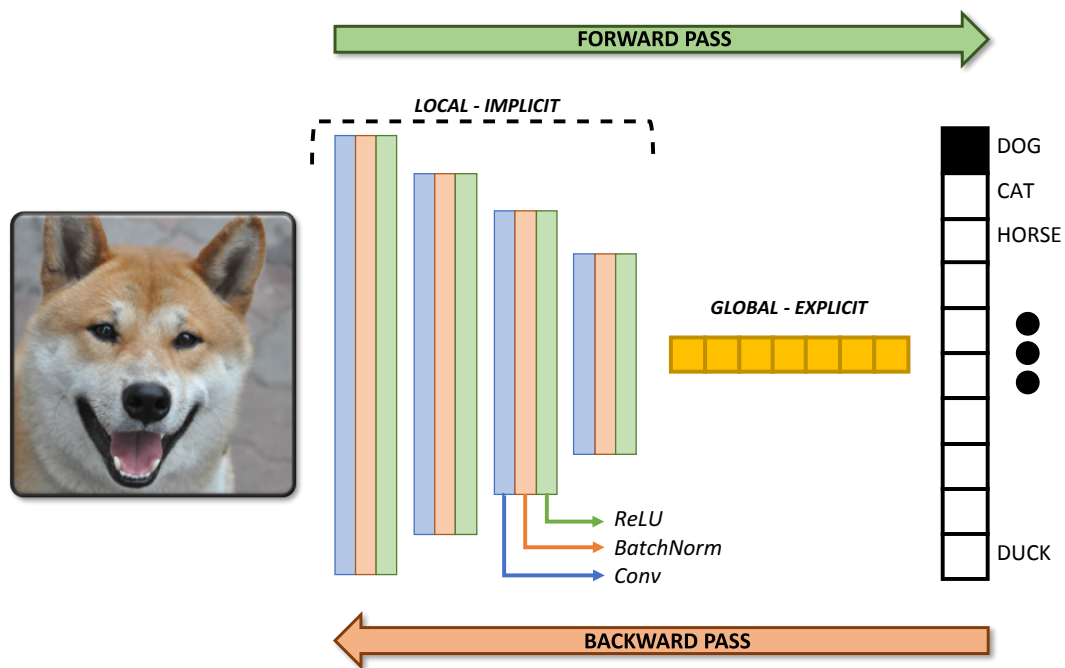 FORWARD PASS
LOCAL - IMPLICIT
DOG
CAT
HORSE
GLOBAL - EXPLICIT
ReLU
BatchNorm
Conv
DUCK
BACKWARD PASS